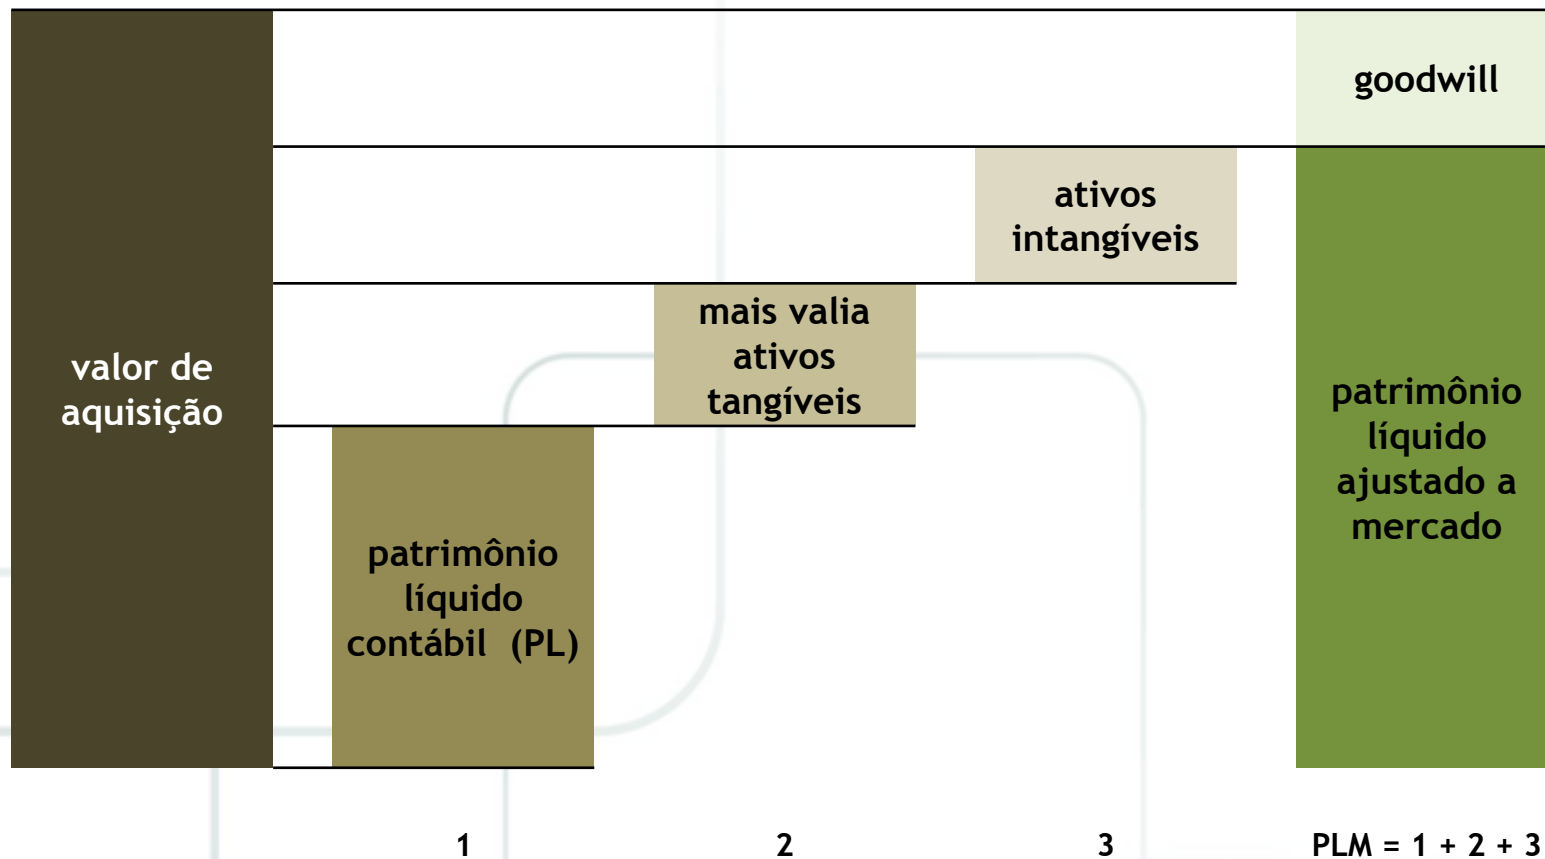 goodwill
ativos
intangíveis
mais valia
ativos
tangíveis
valor de
aquisição
patrimônio
líquido
ajustado a
mercado
patrimônio
líquido
contábil (PL)
1 2 3 PLM = 1 + 2 + 3